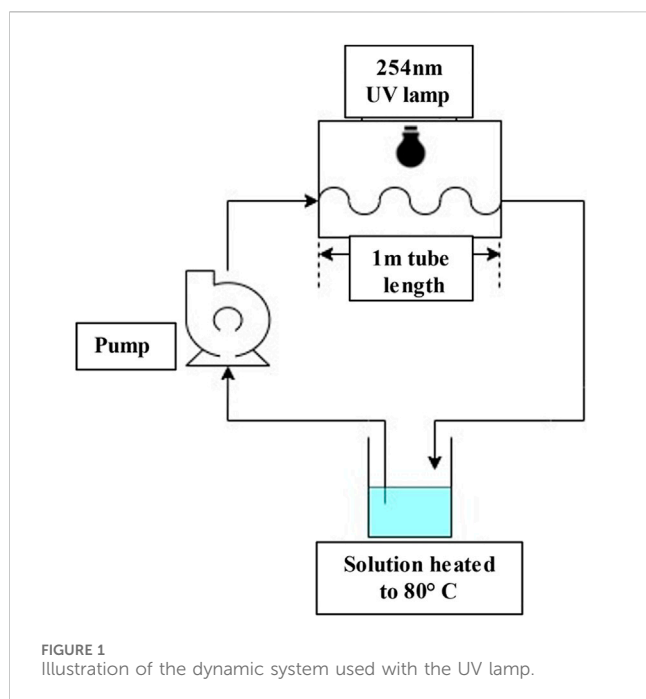 254nm
UV lamp
1m tube
length
Pump
Solution heated
to 80° C
FIGURE 1
Illustration of the dynamic system used with the UV lamp.